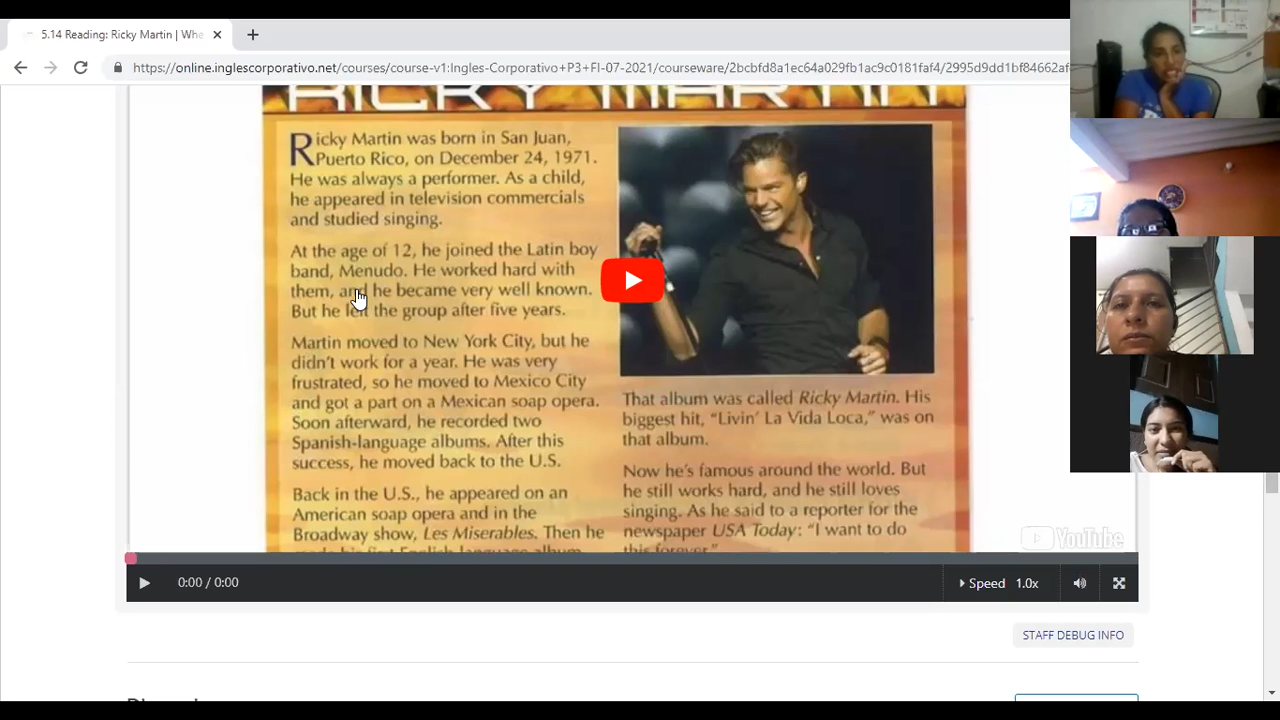 5.14 Reading: Ricky Martin | Whe
https://online.inglescorporativo.net/courses/course-v1:Ingles-Corporativo+P3+FI-07-2021/courseware/2bcbfd8a1ec64a029fb1ac9c0181faf4/2995d9dd1bf84662af
RICKY MARTIN
Ricky Martin was born in San Juan,
Puerto Rico, on December 24, 1971.
He was always a performer. As a child,
he appeared in television commercials
and studied singing.
At the age of 12, he joined the Latin boy
band, Menudo. He worked hard with
them, and he became very well known.
But he left the group after five years.
Martin moved to New York City, but he
didn't work for a year. He was very
frustrated, so he moved to Mexico City
and got a part on a Mexican soap opera.
Soon afterward, he recorded two
Spanish-language albums. After this
success, he moved back to the U.S.
Back in the U.S., he appeared on an
American soap opera and in the
Broadway show, Les Miserables. Then he
made his first English-language album.
That album was called Ricky Martin. His
biggest hit, "Livin' La Vida Loca," was on
that album.
Now he's famous around the world. But
he still works hard, and he still loves
singing. As he said to a reporter for the
newspaper USA Today: "I want to do
this forever."
YouTube
0:00 / 0:00
Speed 1.0x
STAFF DEBUG INFO